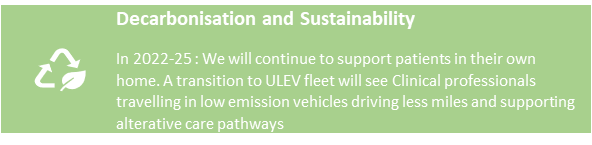 Decarbonisation and Sustainability
In 2022-25 : We will continue to support patients in their own
home. A transition to ULEV fleet will see Clinical professionals
travelling in low emission vehicles driving less miles and supporting
alterative care pathways